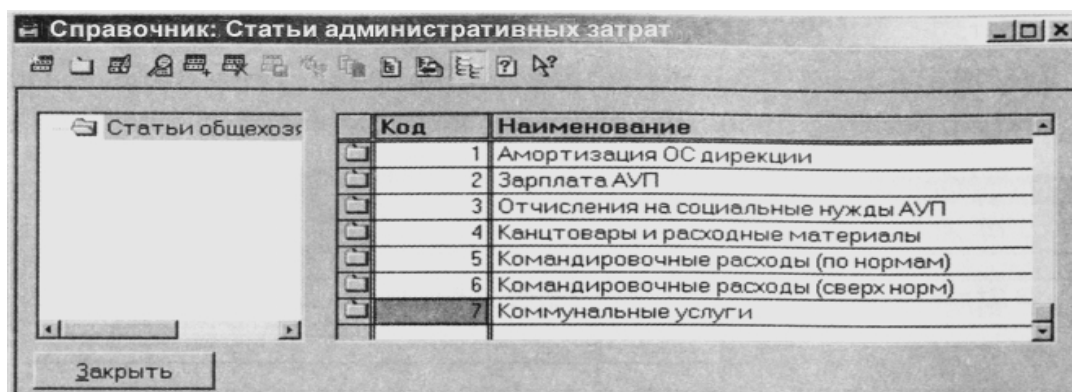 Справочник: Статьи административных затрат
Статьи общехозя
Код Наименование
1 Амортизация ОС дирекции
2 Зарплата АУП
3 Отчисления на социальные нужды АУП
4 Канцтовары и расходные материалы
5 Командировочные расходы (по нормам)
6 Командировочные расходы (сверх норм)
7 Коммунальные услуги
Закрыть